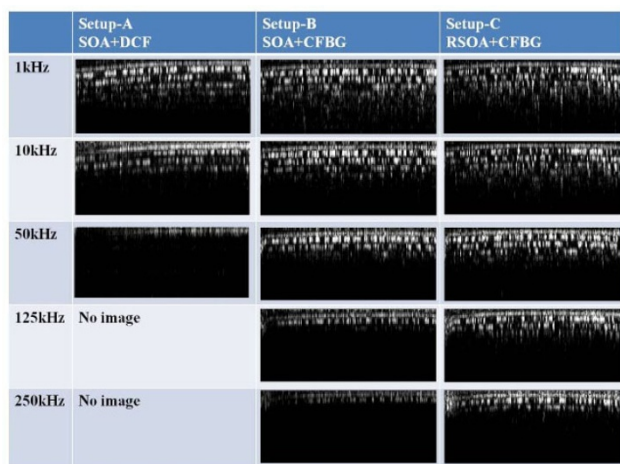 Setup-A
SOA+DCF
Setup-B
SOA+CFBG
Setup-C
RSOA+CFBG
1kHz
10kHz
50kHz
125kHz
No image
250kHz
No image